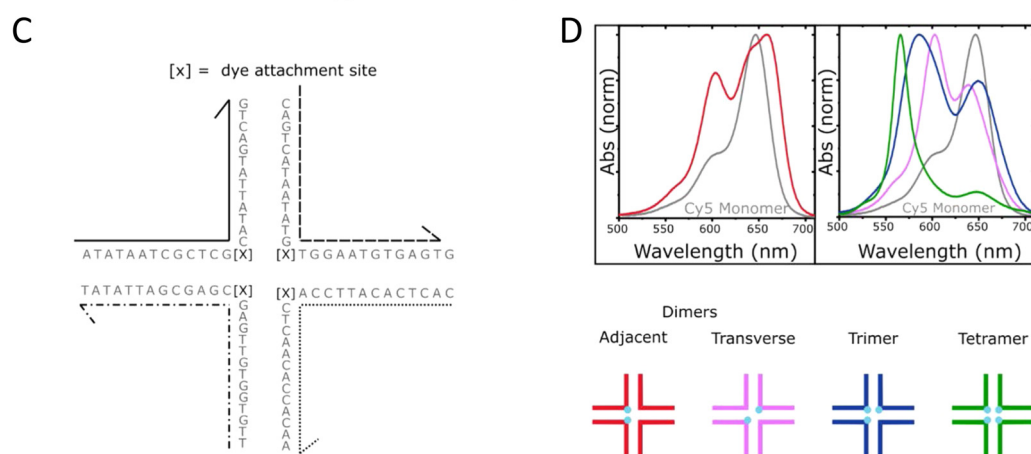 C
[x] = dye attachment site
GTCAGTATTATAC
CAGTCATAATATG
ATATAATCGCTCG[X] [X]TGGAATGTGAGTG
TATATTAGCGAGC[X] [X]ACCTTACACTCAC
GAGTTGTGGTGTT
CTCAACACCACAA
D
Abs (norm)
Cy5 Monomer
500 550 600 650 700
Wavelength (nm)
Abs (norm)
Cy5 Monomer
500 550 600 650 700
Wavelength (nm)
Dimers
Adjacent Transverse Trimer Tetramer